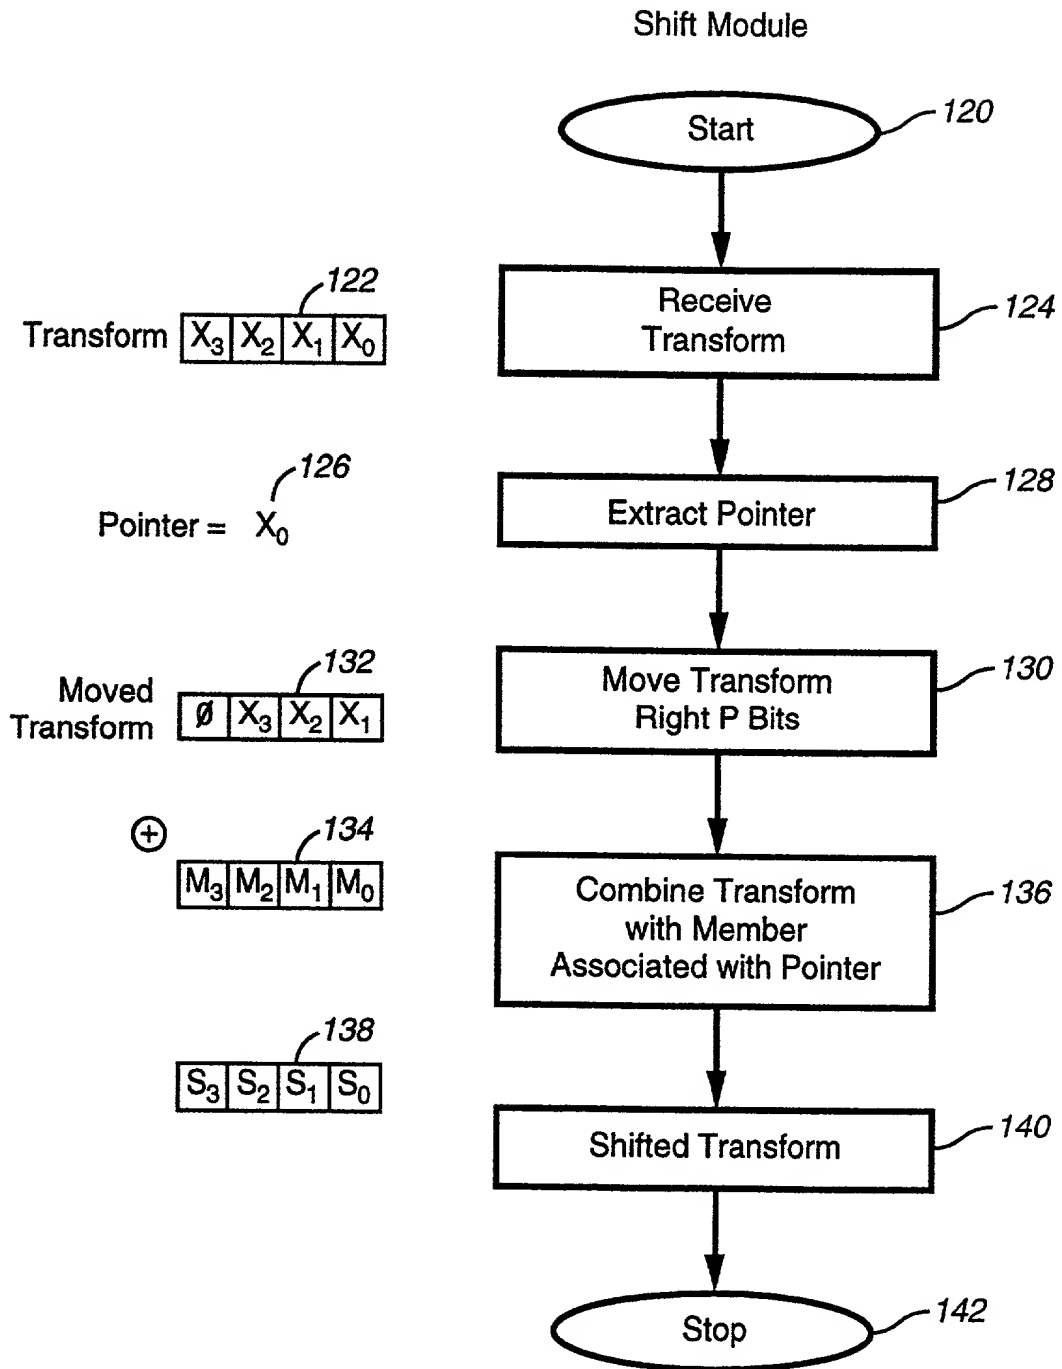 Shift Module
Start
120
122
Transform X₃ X₂ X₁ X₀
Receive
Transform
124
126
Pointer = X₀
Extract Pointer
128
132
Moved
Transform
Ø X₃ X₂ X₁
Move Transform
Right P Bits
130
⊕
134
M₃ M₂ M₁ M₀
Combine Transform
with Member
Associated with Pointer
136
138
S₃ S₂ S₁ S₀
Shifted Transform
140
Stop
142